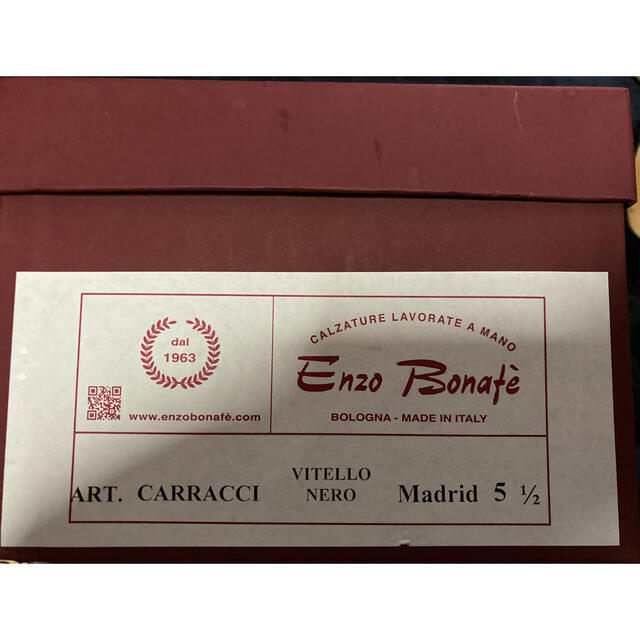 dal
1963
www.enzobonafè.com
CALZATURE LAVORATE A MANO
Enzo Bonafè
BOLOGNA - MADE IN ITALY
ART. CARRACCI
VITELLO
NERO
Madrid 5 ½